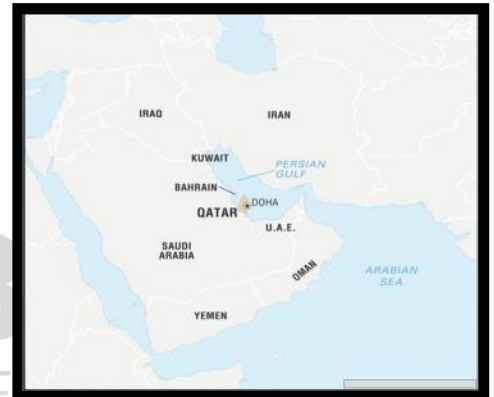 IRAQ
IRAN
KUWAIT
PERSIAN
GULF
BAHRAIN
DOHA
QATAR
U.A.E.
SAUDI
ARABIA
OMAN
ARABIAN
SEA
YEMEN